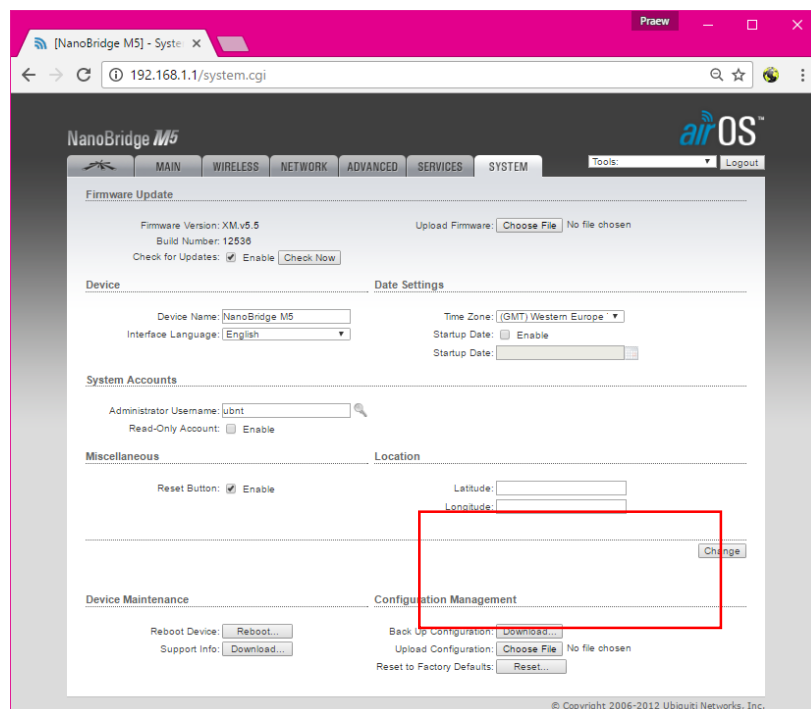 Praew
[NanoBridge M5] - Syste
192.168.1.1/system.cgi
NanoBridge M5
airOS™
MAIN WIRELESS NETWORK ADVANCED SERVICES SYSTEM Tools: Logout
Firmware Update
Firmware Version: XM.v5.5 Upload Firmware: Choose File No file chosen
Build Number: 12536
Check for Updates: Enable Check Now
Device Date Settings
Device Name: NanoBridge M5 Time Zone: (GMT) Western Europe
Interface Language: English Startup Date: Enable
Startup Date:
System Accounts
Administrator Username: ubnt
Read-Only Account: Enable
Miscellaneous Location
Reset Button: Enable Latitude:
Longitude:
Change
Device Maintenance Configuration Management
Reboot Device: Reboot... Back Up Configuration: Download...
Support Info: Download... Upload Configuration: Choose File No file chosen
Reset to Factory Defaults: Reset...
© Copyright 2006-2012 Ubiquiti Networks, Inc.